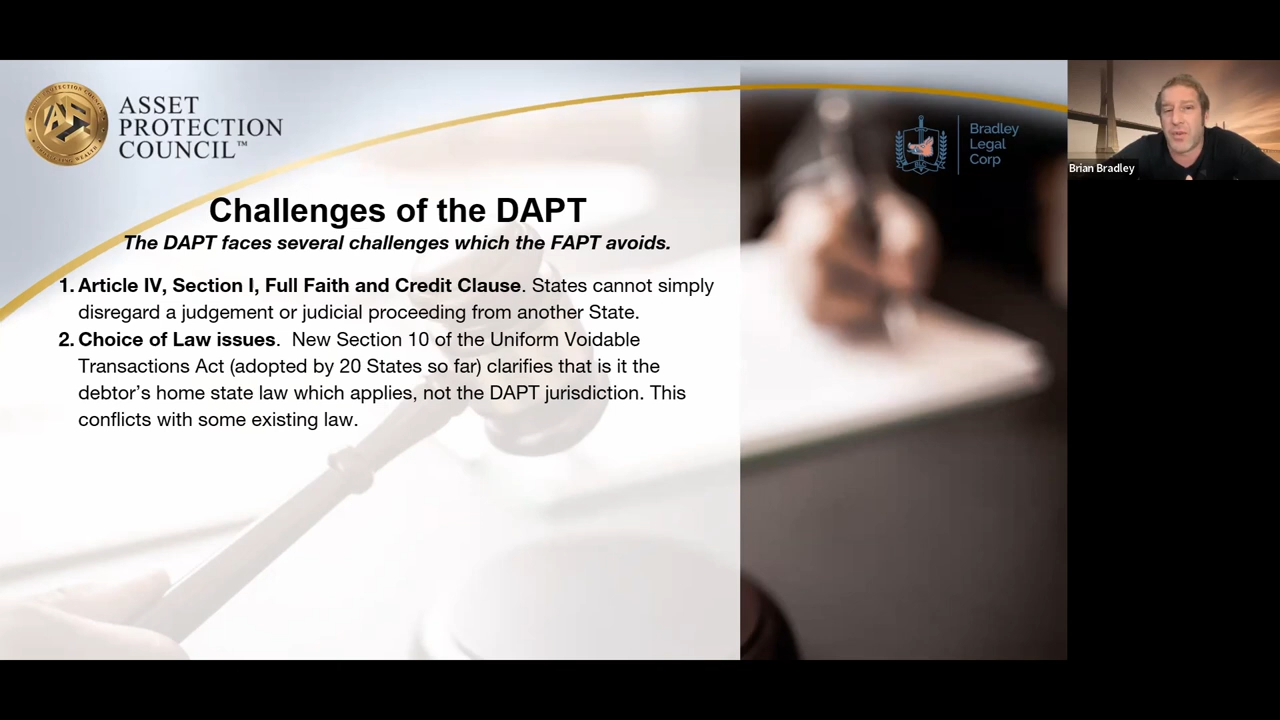 ASSET
PROTECTION
COUNCIL™
Bradley
Legal
Corp
Brian Bradley
Challenges of the DAPT
The DAPT faces several challenges which the FAPT avoids.
1. Article IV, Section I, Full Faith and Credit Clause. States cannot simply
disregard a judgement or judicial proceeding from another State.
2. Choice of Law issues.  New Section 10 of the Uniform Voidable
Transactions Act (adopted by 20 States so far) clarifies that is it the
debtor's home state law which applies, not the DAPT jurisdiction. This
conflicts with some existing law.